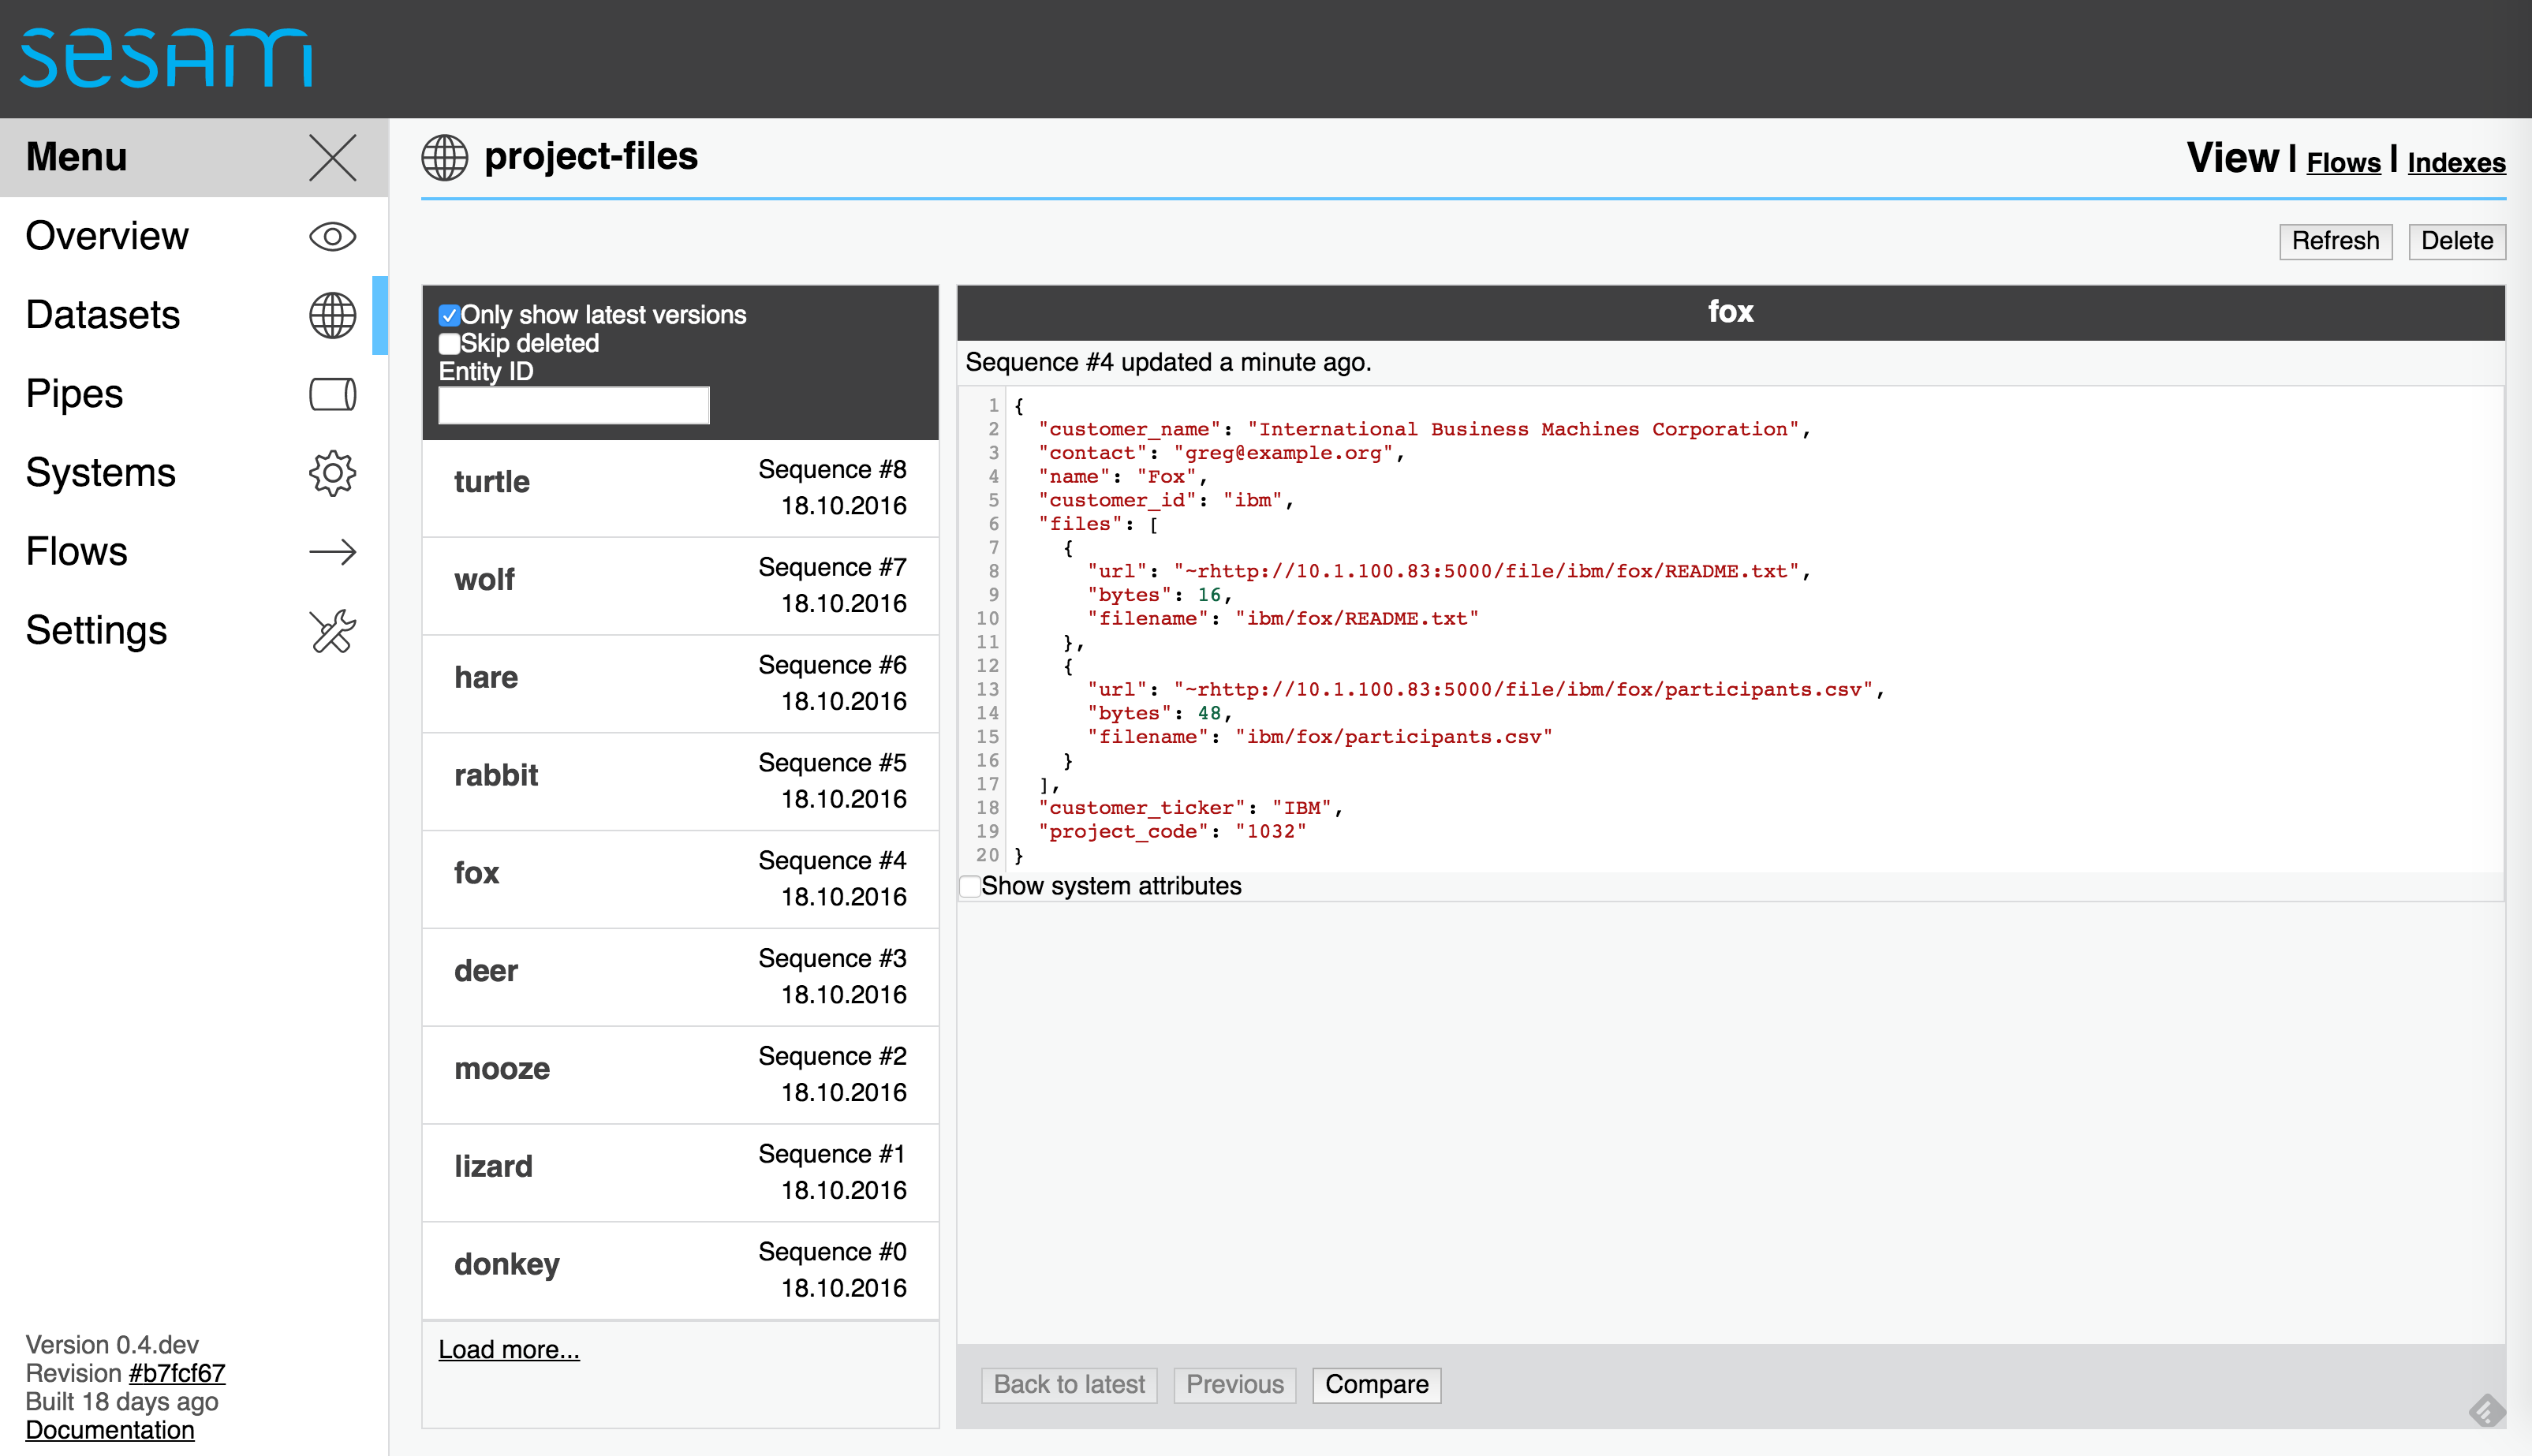 sesam
Menu
Overview
Datasets
Pipes
Systems
Flows
Settings
Version 0.4.dev
Revision #b7fcf67
Built 18 days ago
Documentation
project-files
View | Flows | Indexes
Refresh Delete
Only show latest versions
Skip deleted
Entity ID
turtle Sequence #8
18.10.2016
wolf Sequence #7
18.10.2016
hare Sequence #6
18.10.2016
rabbit Sequence #5
18.10.2016
fox Sequence #4
18.10.2016
deer Sequence #3
18.10.2016
mooze Sequence #2
18.10.2016
lizard Sequence #1
18.10.2016
donkey Sequence #0
18.10.2016
Load more...
fox
Sequence #4 updated a minute ago.
1 {
2 "customer_name": "International Business Machines Corporation",
3 "contact": "greg@example.org",
4 "name": "Fox",
5 "customer_id": "ibm",
6 "files": [
7 {
8 "url": "~rhttp://10.1.100.83:5000/file/ibm/fox/README.txt",
9 "bytes": 16,
10 "filename": "ibm/fox/README.txt"
11 },
12 {
13 "url": "~rhttp://10.1.100.83:5000/file/ibm/fox/participants.csv",
14 "bytes": 48,
15 "filename": "ibm/fox/participants.csv"
16 }
17 ],
18 "customer_ticker": "IBM",
19 "project_code": "1032"
20 }
Show system attributes
Back to latest Previous Compare